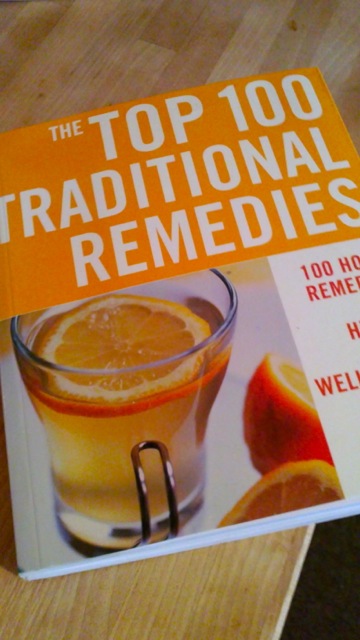 THE TOP 100
TRADITIONAL
REMEDIES
100 HO
REME
H
WELL